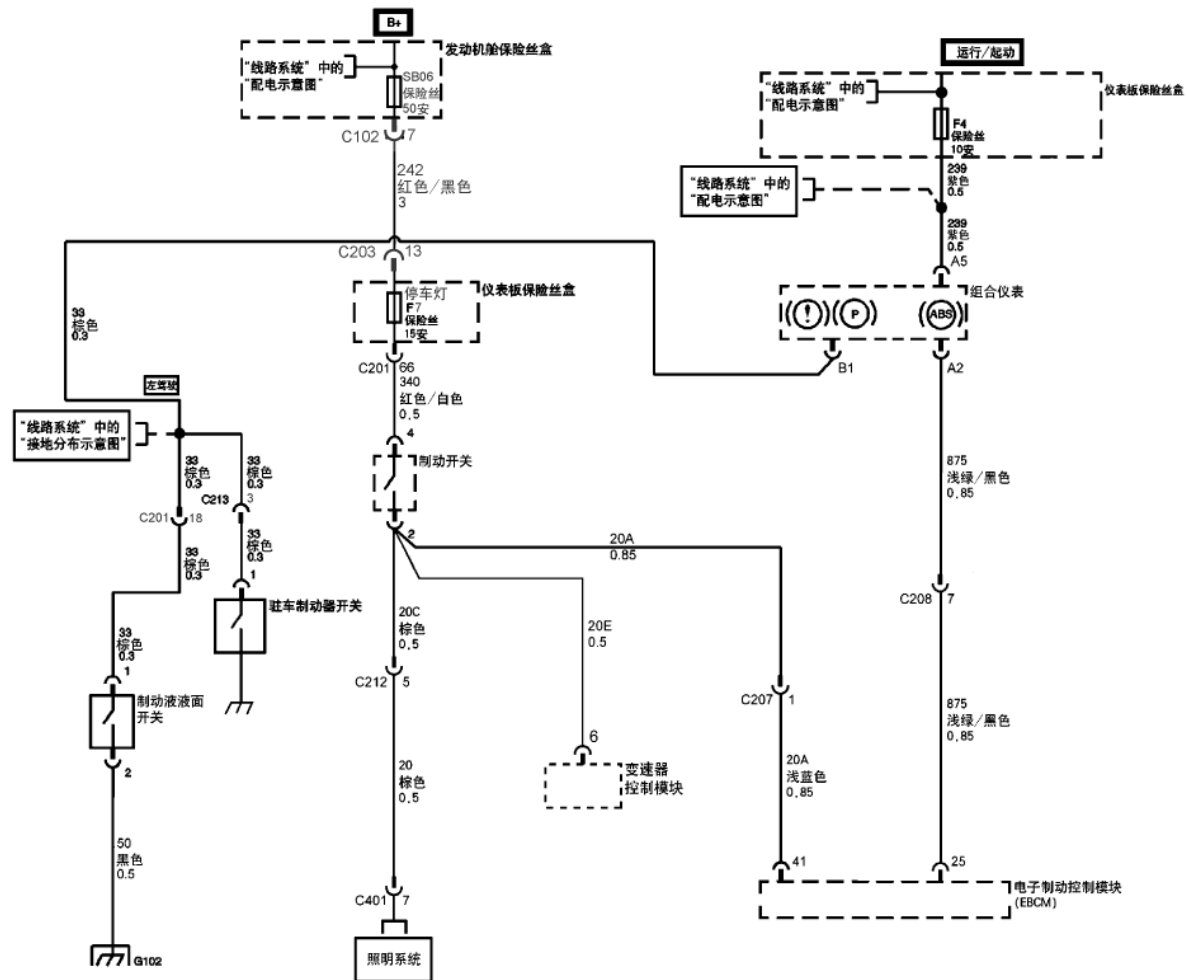 B+
发动机舱保险丝盒
“线路系统”中的
“配电示意图”
SB06
保险丝
50安
C102 7
242
红色/黑色
3
C203 13
停车灯
仪表板保险丝盒
F7
保险丝
15安
C201 66
340
红色/白色
0.5
4
制动开关
2
20A
0.85
20C
棕色
0.5
C212 5
20
棕色
0.5
C401 7
照明系统
20E
0.5
6
变速器
控制模块
C207 1
20A
浅蓝色
0.85
41
33
棕色
0.3
左驾驶
“线路系统”中的
“接地分布示意图”
33
棕色
0.3
C201 18
33
棕色
0.3
33
棕色
0.3
1
制动液液面
开关
2
50
黑色
0.5
G102
33
棕色
0.3
C213 3
33
棕色
0.3
1
驻车制动器开关
运行/起动
“线路系统”中的
“配电示意图”
仪表板保险丝盒
F4
保险丝
10安
239
紫色
0.5
“线路系统”中的
“配电示意图”
239
紫色
0.5
A5
组合仪表
(!) (P) (ABS)
B1
A2
875
浅绿/黑色
0.85
C208 7
875
浅绿/黑色
0.85
25
电子制动控制模块
(EBCM)